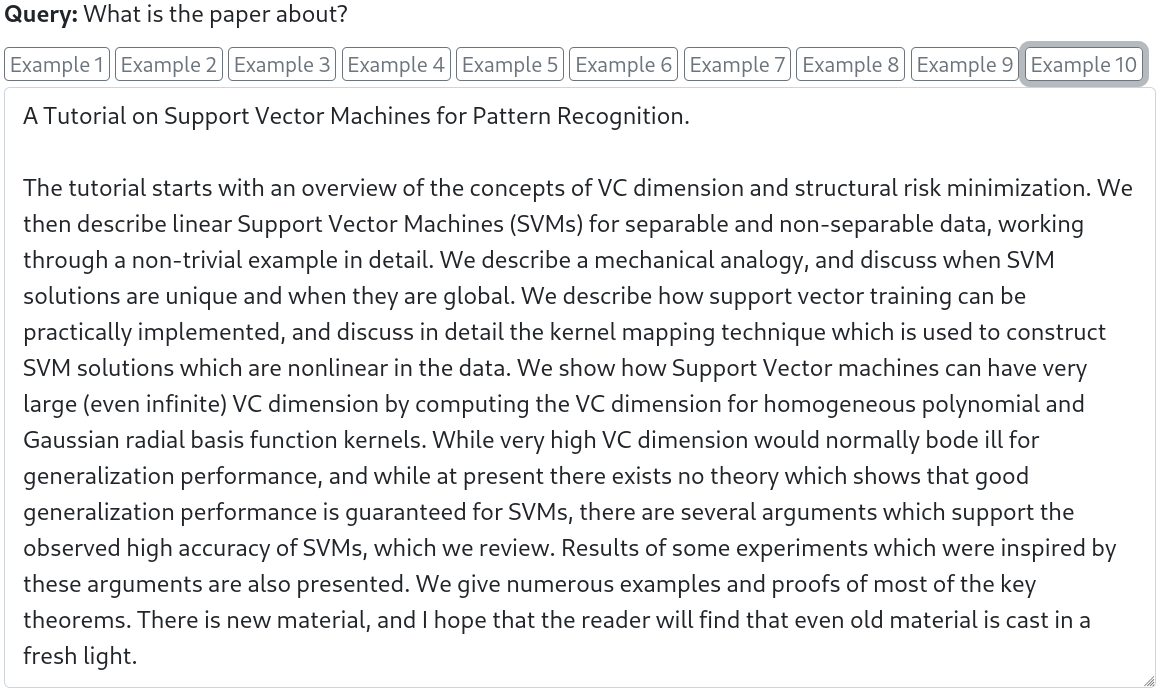 Query: What is the paper about?
Example 1 Example 2 Example 3 Example 4 Example 5 Example 6 Example 7 Example 8 Example 9 Example 10
A Tutorial on Support Vector Machines for Pattern Recognition.
The tutorial starts with an overview of the concepts of VC dimension and structural risk minimization. We
then describe linear Support Vector Machines (SVMs) for separable and non-separable data, working
through a non-trivial example in detail. We describe a mechanical analogy, and discuss when SVM
solutions are unique and when they are global. We describe how support vector training can be
practically implemented, and discuss in detail the kernel mapping technique which is used to construct
SVM solutions which are nonlinear in the data. We show how Support Vector machines can have very
large (even infinite) VC dimension by computing the VC dimension for homogeneous polynomial and
Gaussian radial basis function kernels. While very high VC dimension would normally bode ill for
generalization performance, and while at present there exists no theory which shows that good
generalization performance is guaranteed for SVMs, there are several arguments which support the
observed high accuracy of SVMs, which we review. Results of some experiments which were inspired by
these arguments are also presented. We give numerous examples and proofs of most of the key
theorems. There is new material, and I hope that the reader will find that even old material is cast in a
fresh light.